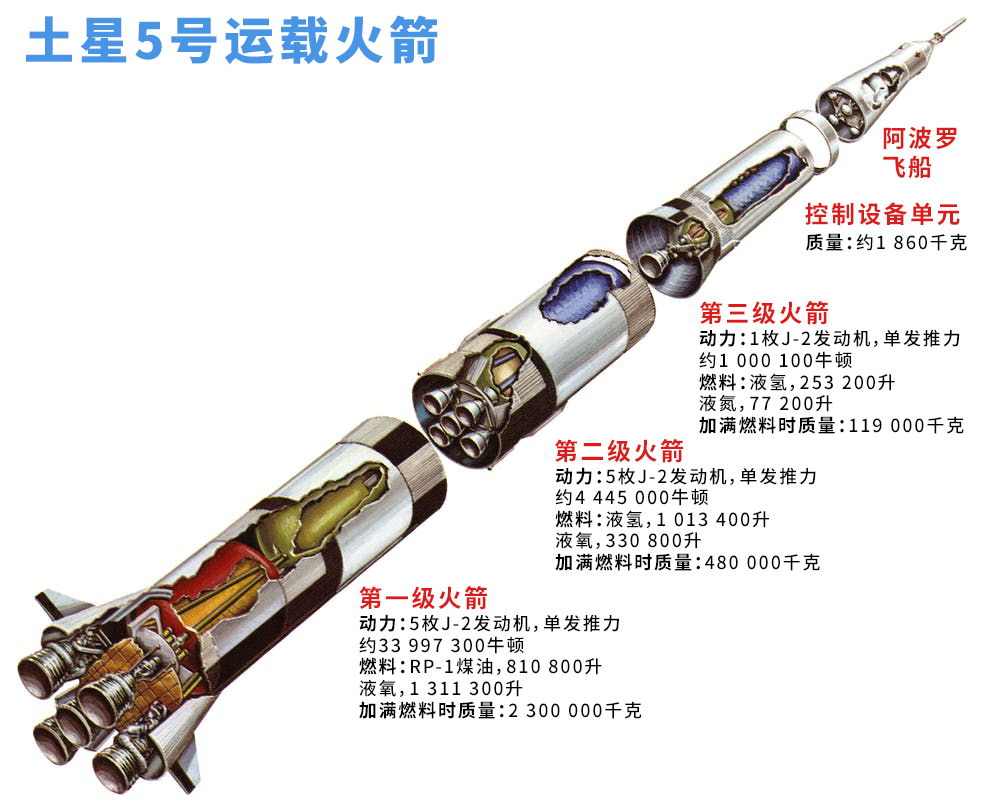 土星5号运载火箭
阿波罗
飞船
控制设备单元
质量:约1 860千克
第三级火箭
动力:1枚J-2发动机,单发推力
约1 000 100牛顿
燃料:液氢,253 200升
液氮,77 200升
加满燃料时质量:119 000千克
第二级火箭
动力:5枚J-2发动机,单发推力
约4 445 000牛顿
燃料:液氢,1 013 400升
液氧,330 800升
加满燃料时质量:480 000千克
第一级火箭
动力:5枚J-2发动机,单发推力
约33 997 300牛顿
燃料:RP-1煤油,810 800升
液氧,1 311 300升
加满燃料时质量:2 300 000千克